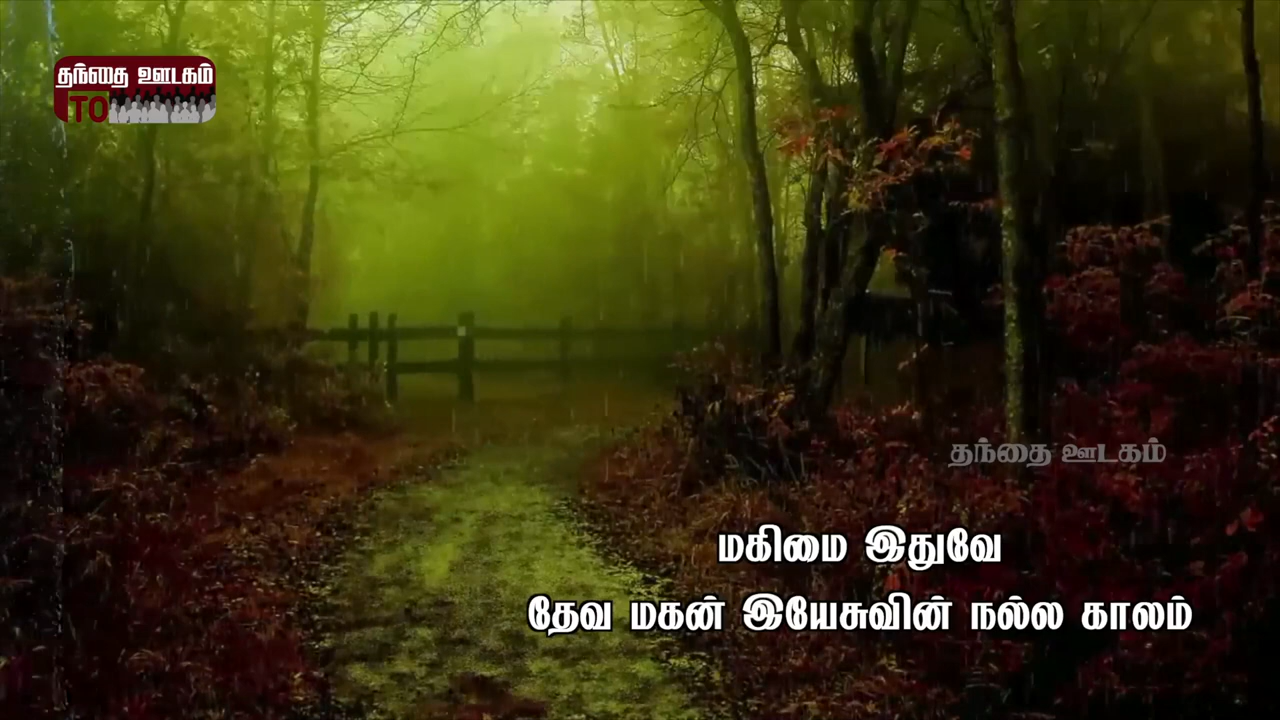 தந்தை ஊடகம்
TO
தந்தை ஊடகம்
மகிமை இதுவே
தேவ மகன் இயேசுவின் நல்ல காலம்